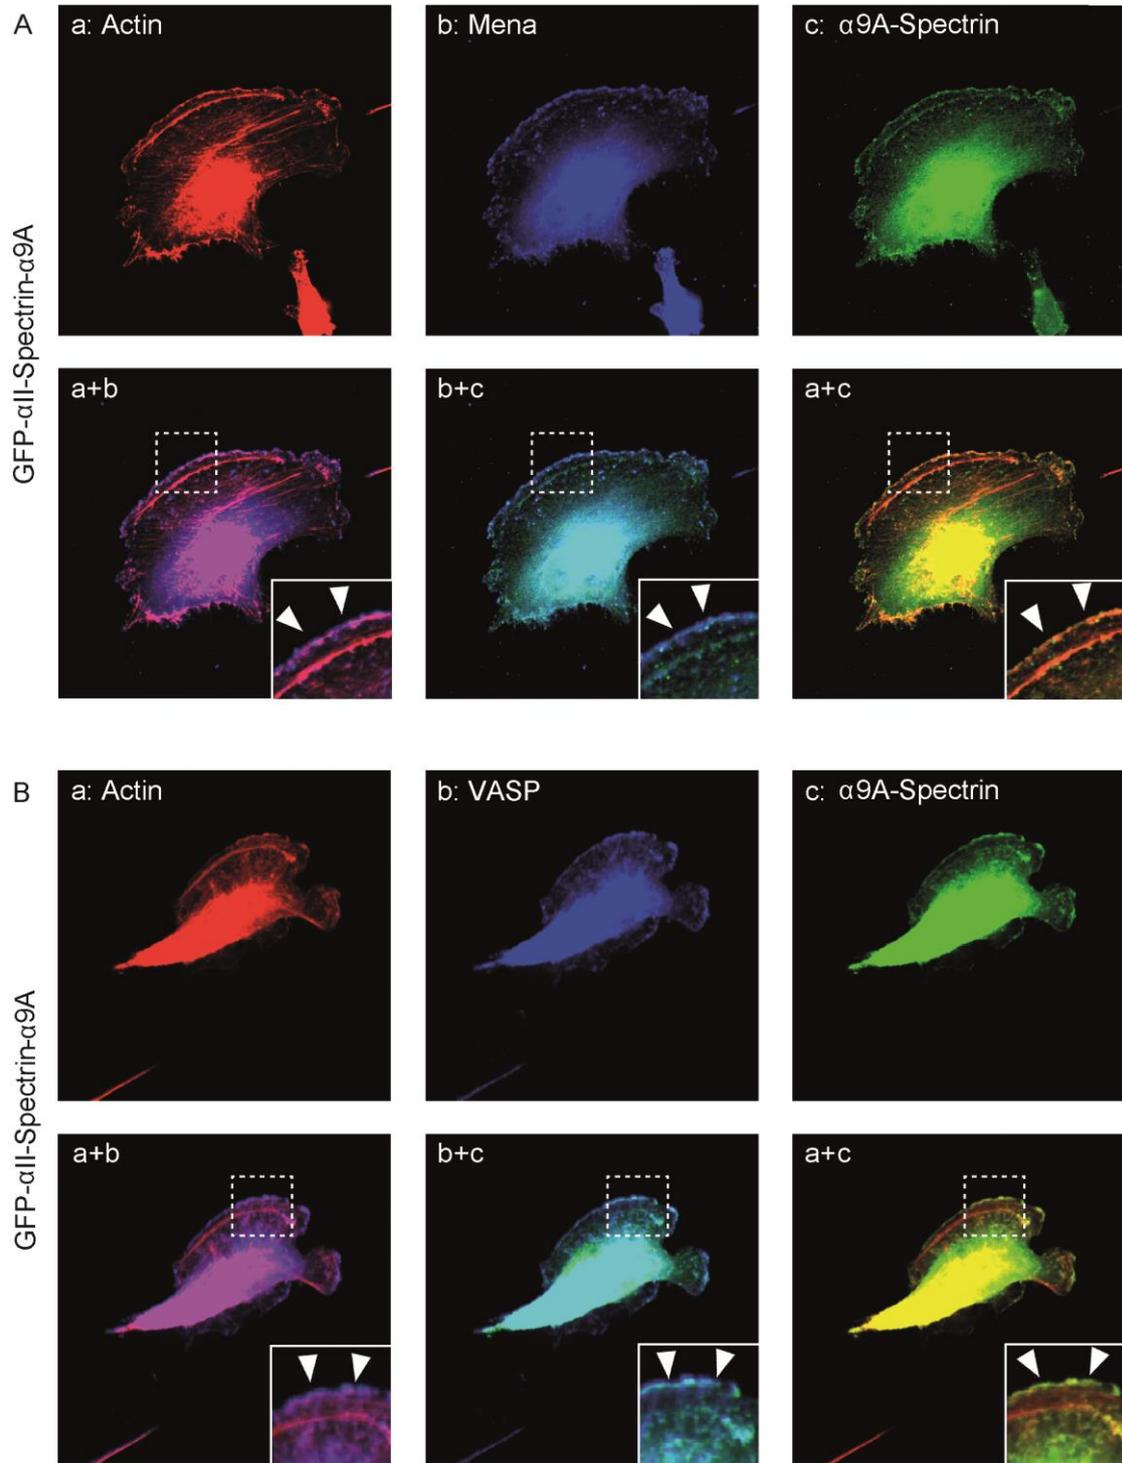 A
a: Actin
b: Mena
c: α9A-Spectrin
GFP-αII-Spectrin-α9A
a+b
b+c
a+c
B
a: Actin
b: VASP
c: α9A-Spectrin
GFP-αII-Spectrin-α9A
a+b
b+c
a+c